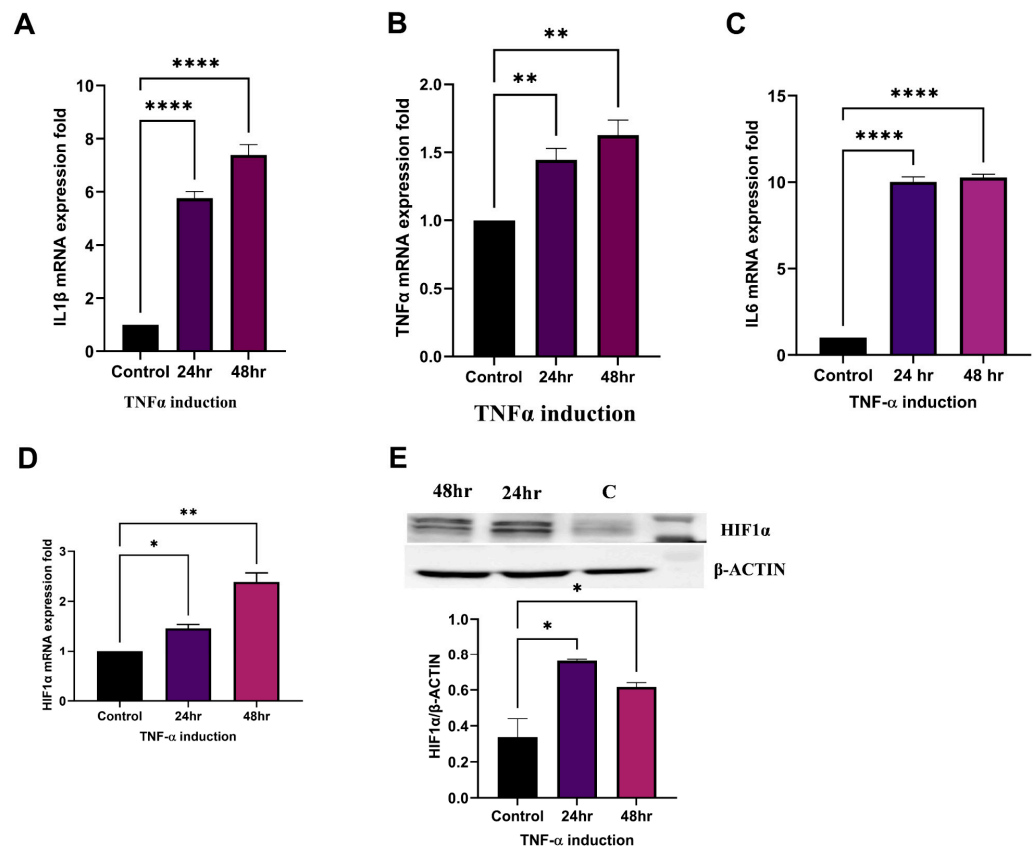 A
****
****
IL1β mRNA expression fold
10
8
6
4
2
0
Control 24hr 48hr
TNFα induction
B
**
**
TNFα mRNA expression fold
2.0
1.5
1.0
0.5
0.0
Control 24hr 48hr
TNFα induction
C
****
****
IL6 mRNA expression fold
15
10
5
0
Control 24 hr 48 hr
TNF-α induction
D
**
*
HIF1α mRNA expression fold
3
2
1
0
Control 24hr 48hr
TNF-α induction
E
48hr 24hr C
HIF1α
β-ACTIN
*
*
HIF1α/β-ACTIN
1.0
0.8
0.6
0.4
0.2
0.0
Control 24hr 48hr
TNF-α induction